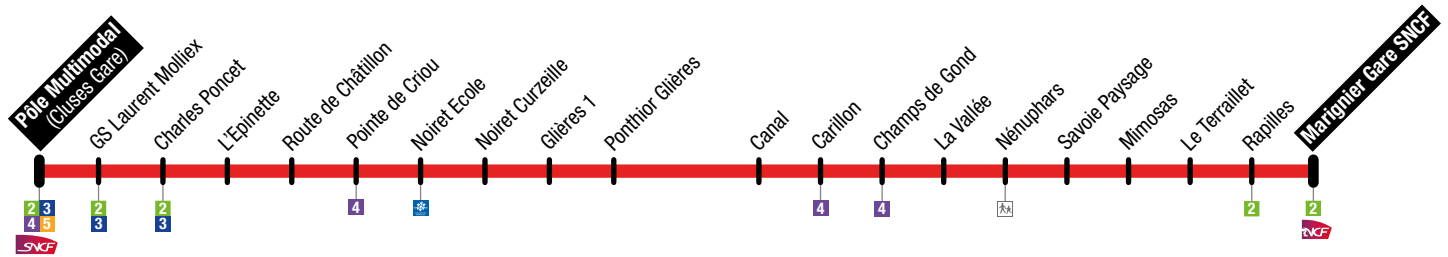 Pôle Multimodal
(Cluses Gare)
GS Laurent Molliex
Charles Poncet
L'Epinette
Route de Châtillon
Pointe de Criou
Noiret Ecole
Noiret Curzeille
Glières 1
Ponthior Glières
Canal
Carillon
Champs de Gond
La Vallée
Nénuphars
Savoie Paysage
Mimosas
Le Terraillet
Rapilles
Marignier Gare SNCF
2 3
4 5
SNCF
2
3
2
3
4
4
4
2
2
SNCF